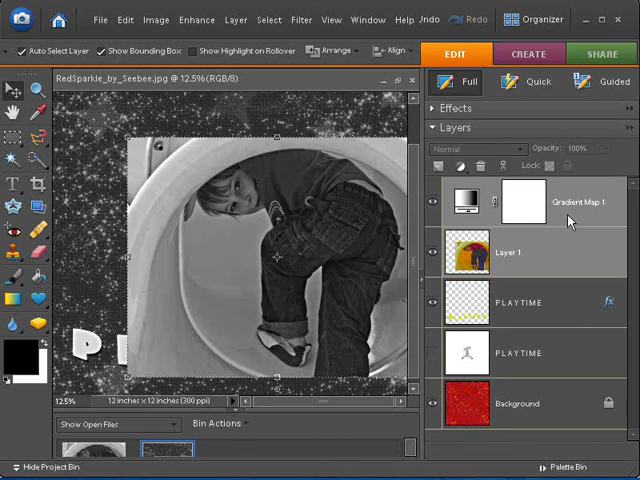 File Edit Image Enhance Layer Select Filter View Window Help Undo Redo Organizer
Auto Select Layer Show Bounding Box Show Highlight on Rollover Arrange Align EDIT CREATE SHARE
RedSparkle_by_Seebee.jpg @ 12.5%(RGB/8)
Full Quick Guided
Effects
Layers
Normal Opacity: 100%
Lock:
Gradient Map 1
Layer 1
PLAYTIME
fx
P
PLAYTIME
Background
12.5% 12 inches x 12 inches (300 ppi)
Show Open Files Bin Actions
Hide Project Bin Palette Bin